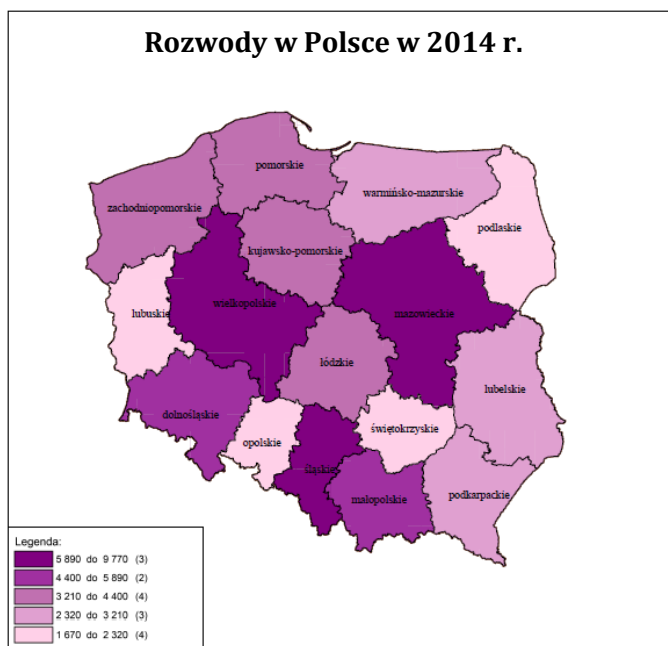 Rozwody w Polsce w 2014 r.
pomorskie
warmińsko-mazurskie
zachodniopomorskie
podlaskie
kujawsko-pomorskie
wielkopolskie
lubuskie
mazowieckie
łódzkie
lubelskie
dolnośląskie
świętokrzyskie
opolskie
śląskie
małopolskie
podkarpackie
Legenda:
5 890 do 9 770 (3)
4 400 do 5 890 (2)
3 210 do 4 400 (4)
2 320 do 3 210 (3)
1 670 do 2 320 (4)